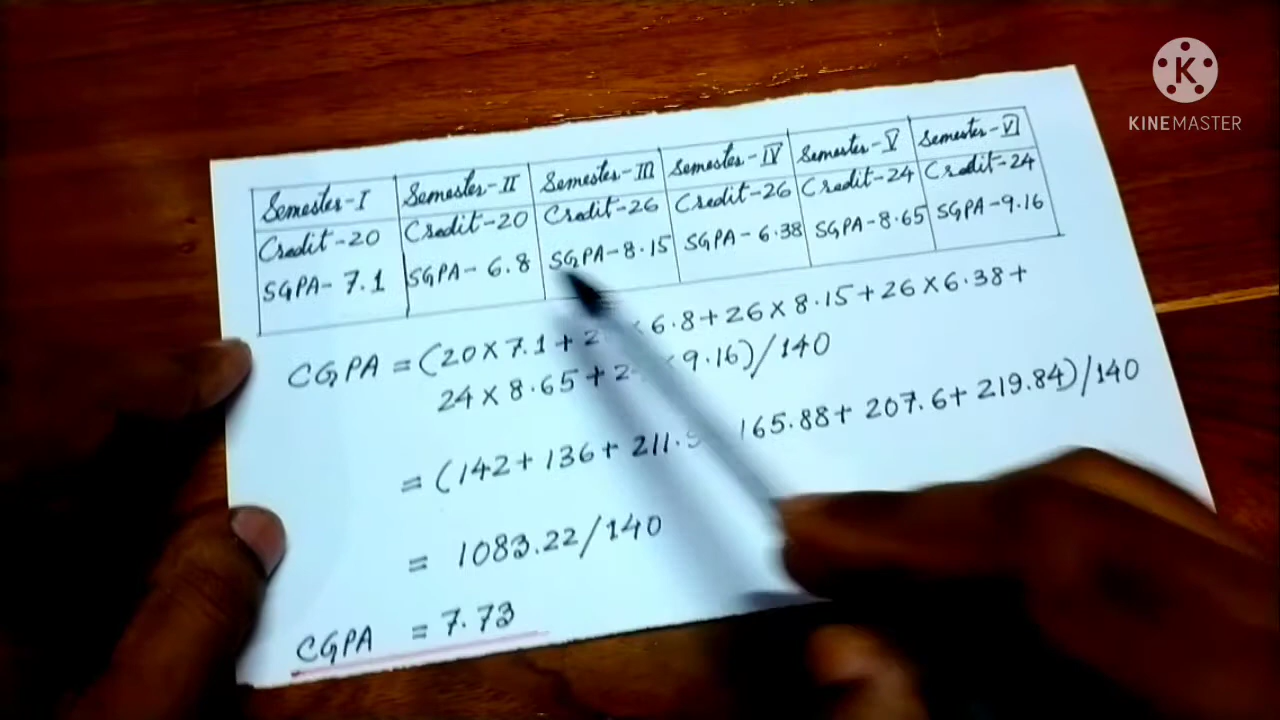 KINEMASTER
Semester-I Semester-II Semester-III Semester-IV Semester-V Semester-VI
Credit-20 Credit-20 Credit-26 Credit-26 Credit-24 Credit-24
SGPA-7.1 SGPA-6.8 SGPA-8.15 SGPA-6.38 SGPA-8.65 SGPA-9.16
CGPA = (20×7.1+2 6.8+26×8.15+26×6.38+
24×8.65+2 9.16)/140
= (142+136+211. 165.88+207.6+219.84)/140
= 1083.22/140
CGPA = 7.73